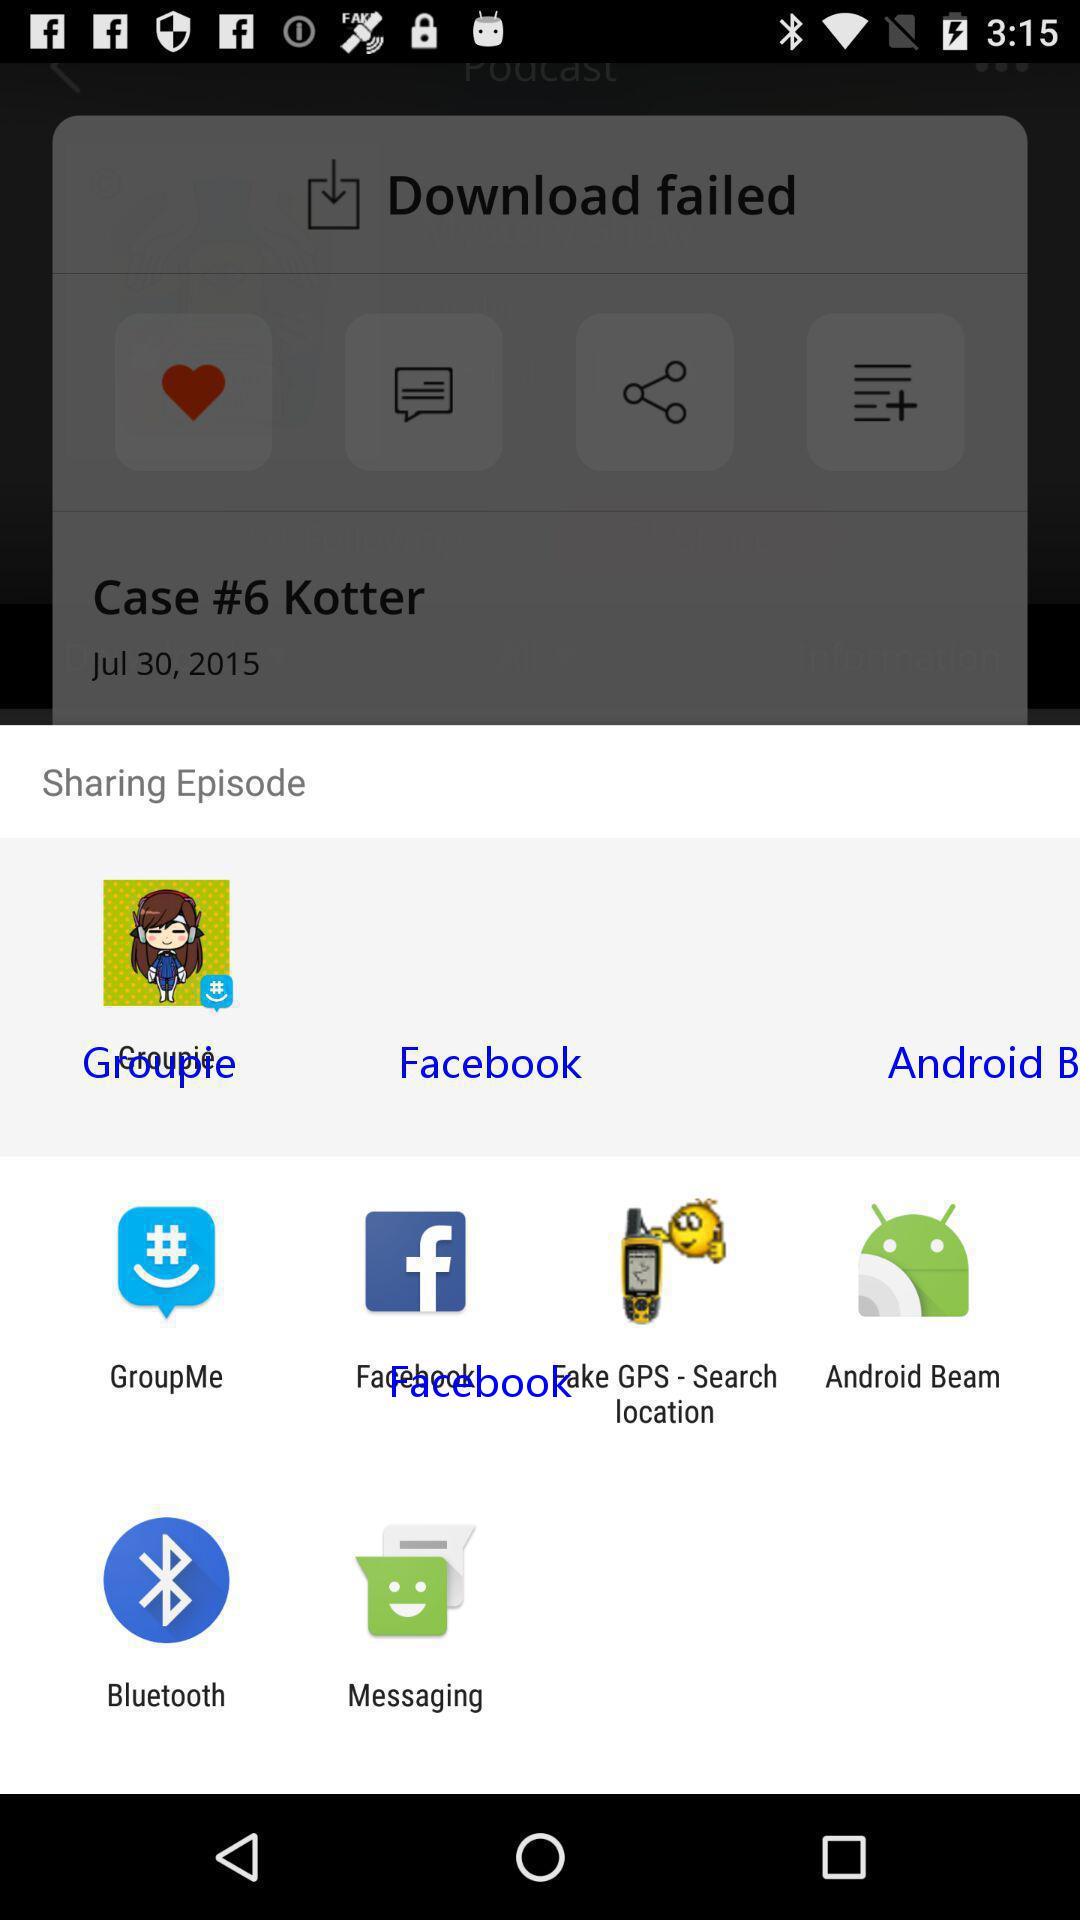 FAKE
3:15
Podcast
Download failed
Case #6 Kotter
Jul 30, 2015
Information
Sharing Episode
Groupie
Groupie Facebook Android B
GroupMe Facebook Fake GPS - Search location Android Beam
Facebook
Bluetooth Messaging